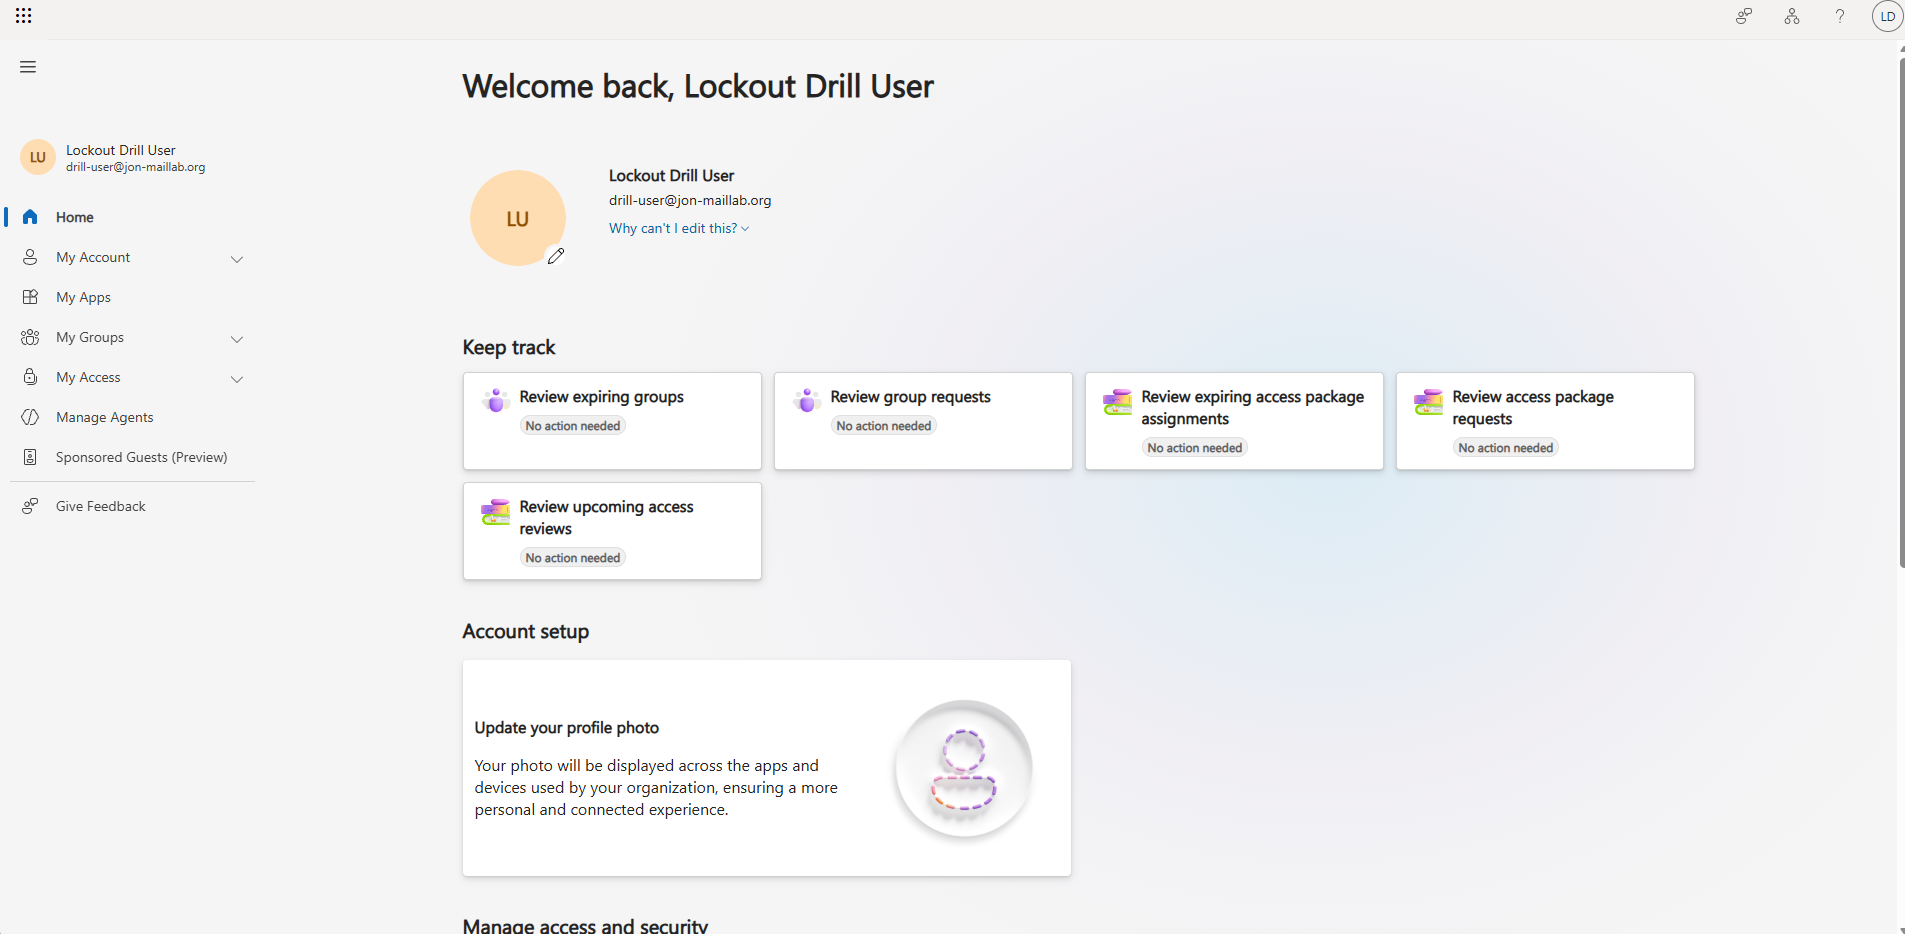 LD
Welcome back, Lockout Drill User
LU
Lockout Drill User
drill-user@jon-maillab.org
Home
My Account
My Apps
My Groups
My Access
Manage Agents
Sponsored Guests (Preview)
Give Feedback
LU
Lockout Drill User
drill-user@jon-maillab.org
Why can't I edit this?
Keep track
Review expiring groups
No action needed
Review group requests
No action needed
Review expiring access package
assignments
No action needed
Review access package
requests
No action needed
Review upcoming access
reviews
No action needed
Account setup
Update your profile photo
Your photo will be displayed across the apps and
devices used by your organization, ensuring a more
personal and connected experience.
Manage access and security